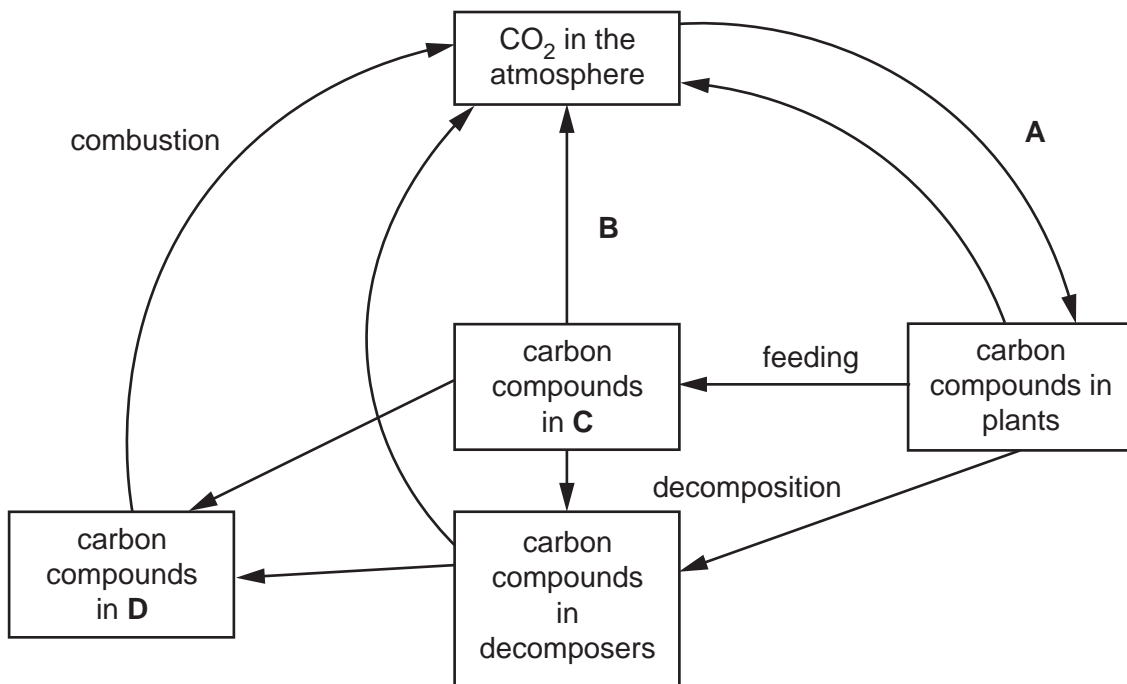 CO₂ in the
atmosphere
combustion
A
B
carbon
compounds
in C
feeding
carbon
compounds in
plants
decomposition
carbon
compounds
in D
carbon
compounds
in
decomposers